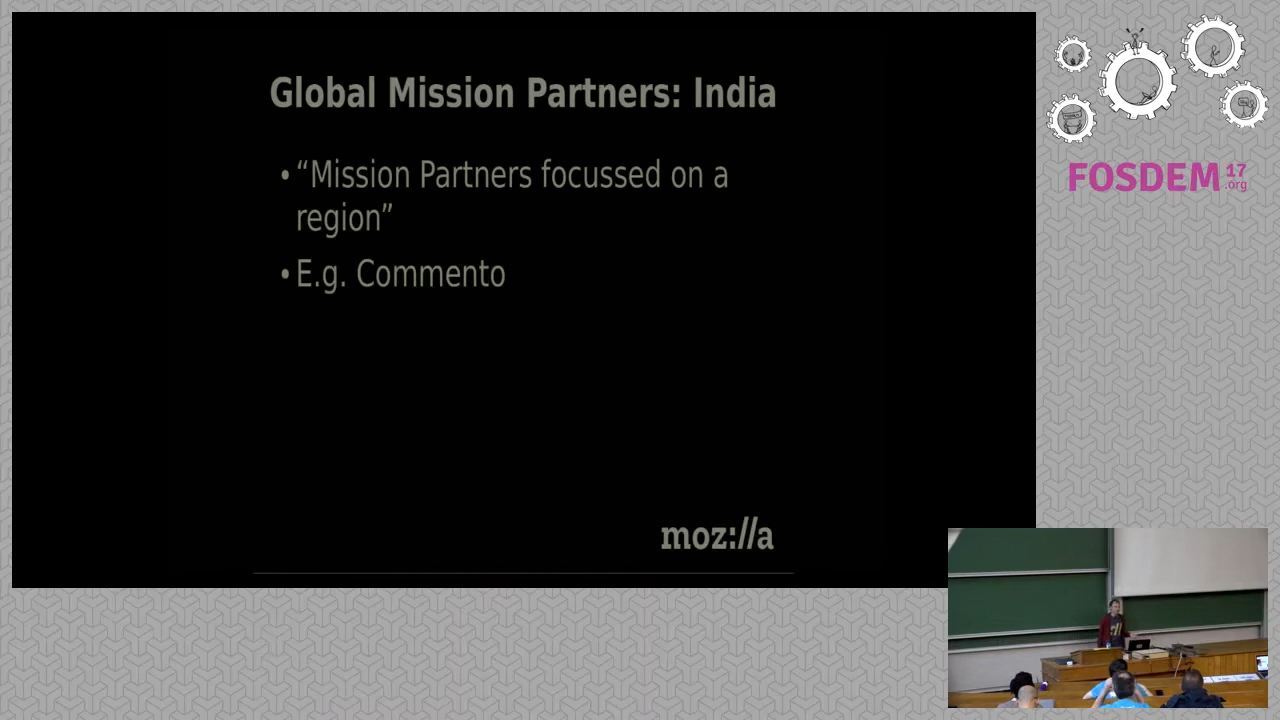 Global Mission Partners: India
• “Mission Partners focussed on a
region”
• E.g. Commento
moz://a
FOSDEM 17
.org